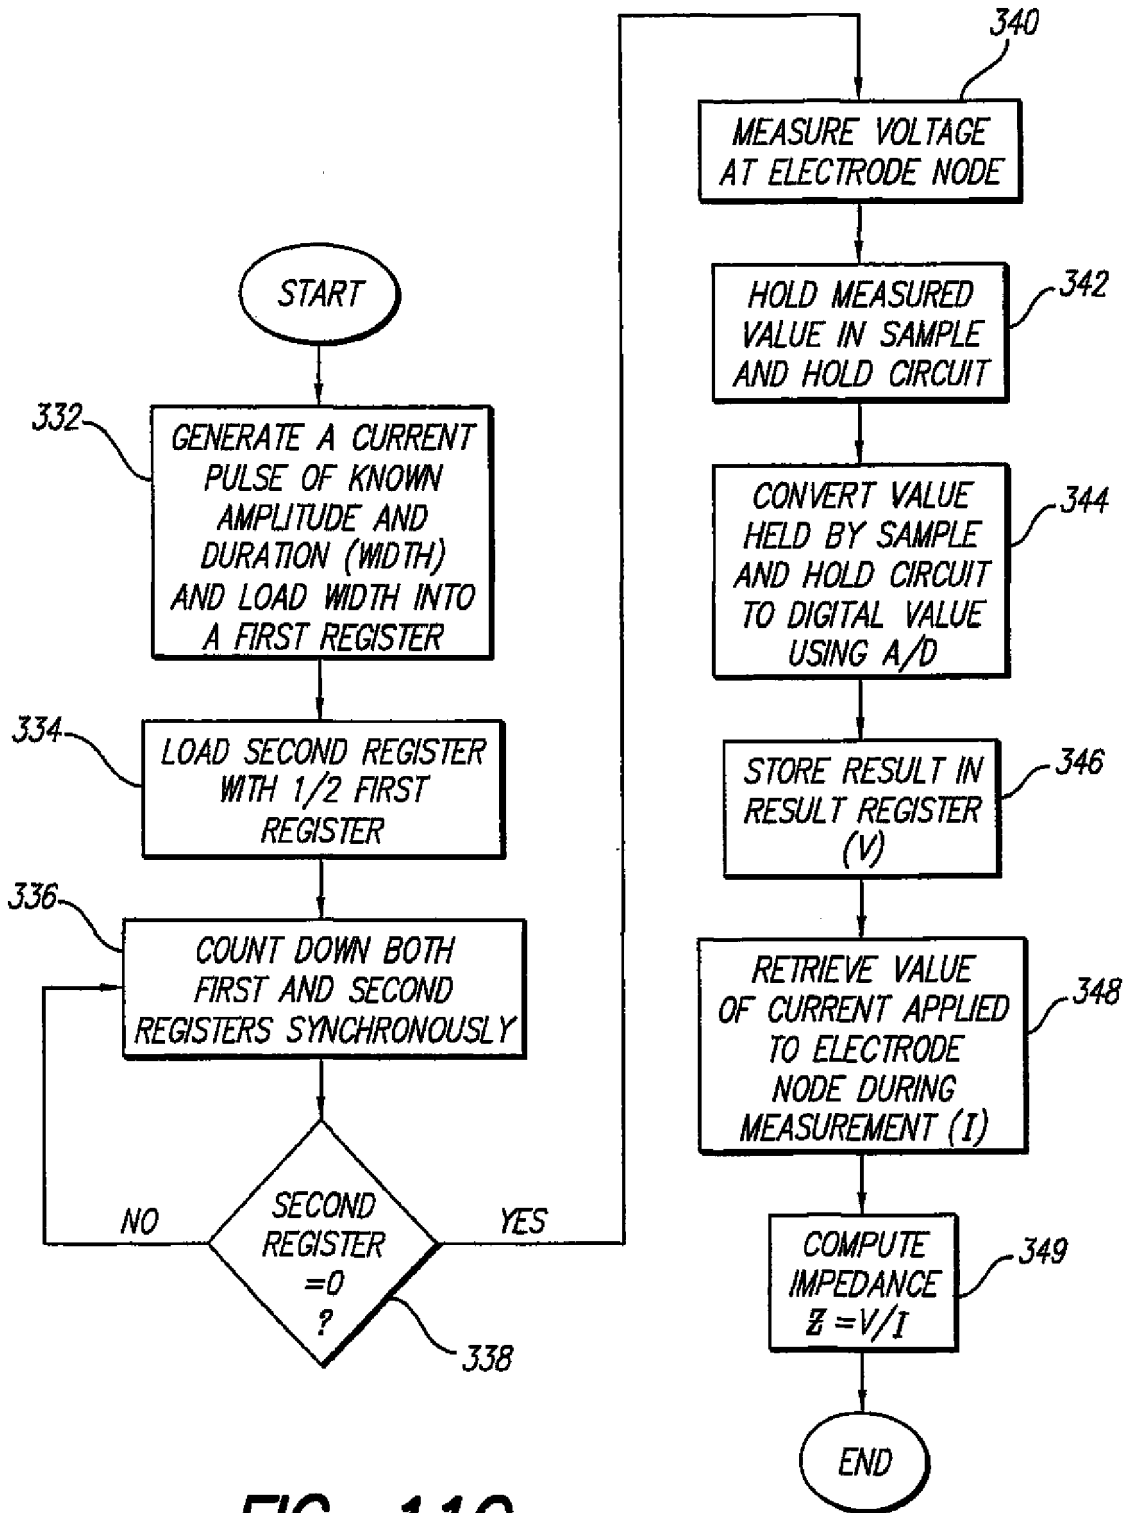 START
332
GENERATE A CURRENT
PULSE OF KNOWN
AMPLITUDE AND
DURATION (WIDTH)
AND LOAD WIDTH INTO
A FIRST REGISTER
334
LOAD SECOND REGISTER
WITH 1/2 FIRST
REGISTER
336
COUNT DOWN BOTH
FIRST AND SECOND
REGISTERS SYNCHRONOUSLY
NO
SECOND
REGISTER
=0
?
YES
338
340
MEASURE VOLTAGE
AT ELECTRODE NODE
342
HOLD MEASURED
VALUE IN SAMPLE
AND HOLD CIRCUIT
344
CONVERT VALUE
HELD BY SAMPLE
AND HOLD CIRCUIT
TO DIGITAL VALUE
USING A/D
346
STORE RESULT IN
RESULT REGISTER
(V)
348
RETRIEVE VALUE
OF CURRENT APPLIED
TO ELECTRODE
NODE DURING
MEASUREMENT (I)
349
COMPUTE
IMPEDANCE
Z=V/I
END